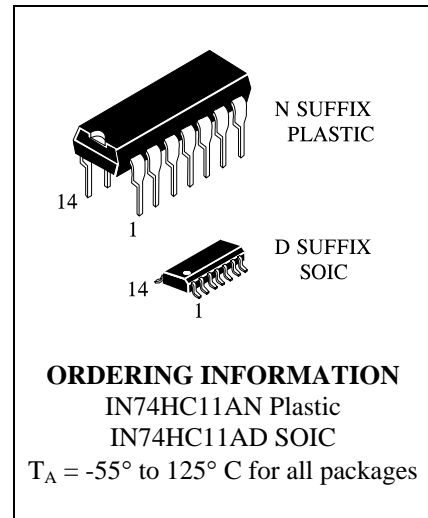 N SUFFIX
PLASTIC
14
1
D SUFFIX
SOIC
14
1
ORDERING INFORMATION
IN74HC11AN Plastic
IN74HC11AD SOIC
T_A = -55° to 125° C for all packages